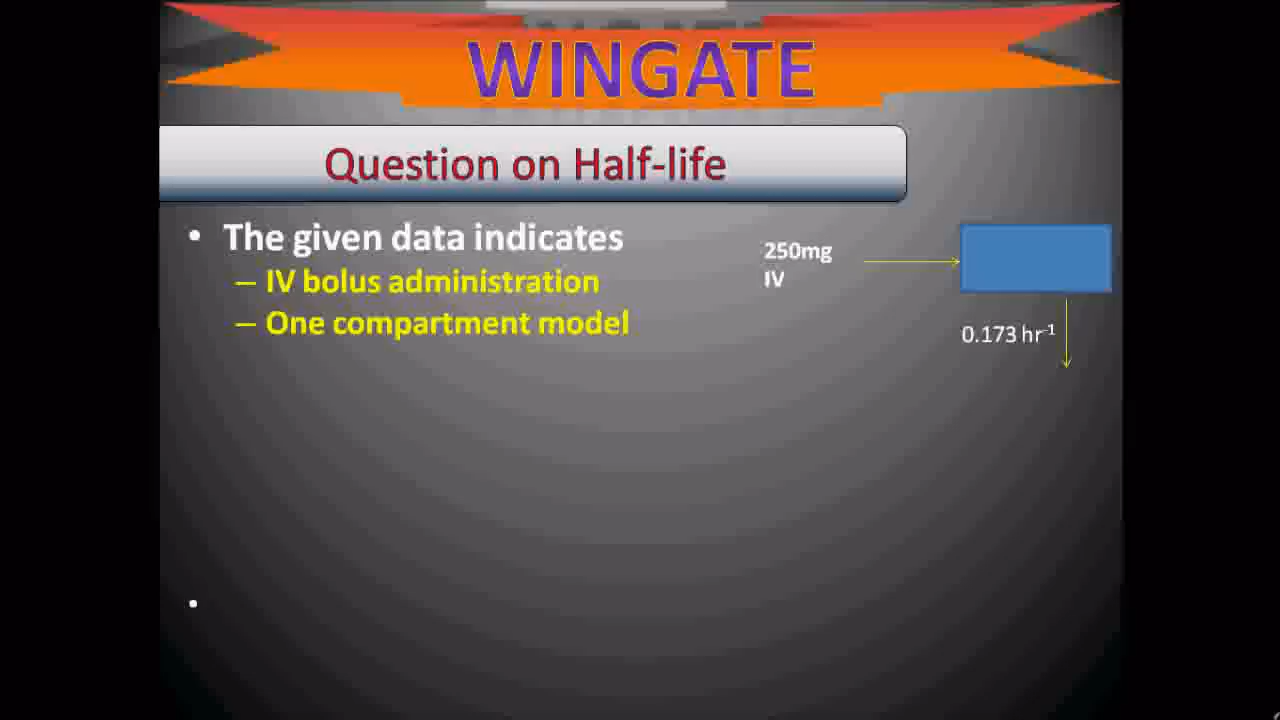 WINGATE
Question on Half-life
• The given data indicates
– IV bolus administration
– One compartment model
250mg
IV
0.173 hr⁻¹
•